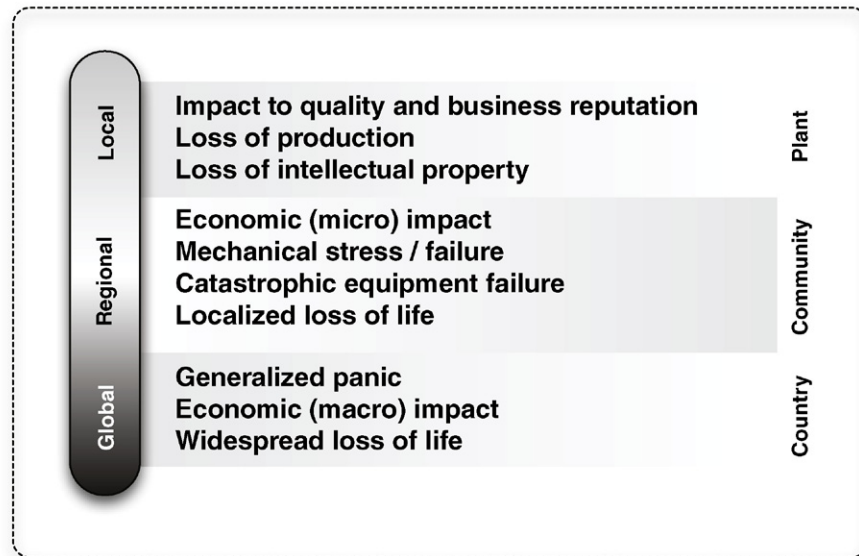 Local
Impact to quality and business reputation
Loss of production
Loss of intellectual property
Plant
Regional
Economic (micro) impact
Mechanical stress / failure
Catastrophic equipment failure
Localized loss of life
Community
Global
Generalized panic
Economic (macro) impact
Widespread loss of life
Country